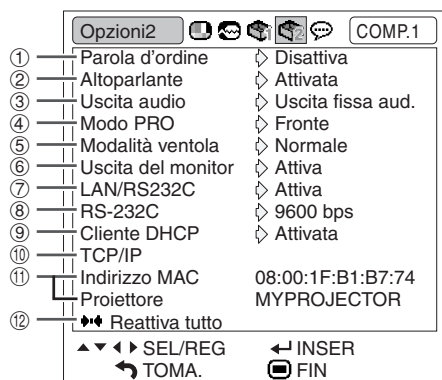 Opzioni2 COMP.1
① Parola d'ordine Disattiva
② Altoparlante Attivata
③ Uscita audio Uscita fissa aud.
④ Modo PRO Fronte
⑤ Modalità ventola Normale
⑥ Uscita del monitor Attiva
⑦ LAN/RS232C Attiva
⑧ RS-232C 9600 bps
⑨ Cliente DHCP Attivata
⑩ TCP/IP
⑪ Indirizzo MAC 08:00:1F:B1:B7:74
Proiettore MYPROJECTOR
⑫ Reattiva tutto
SEL/REG INSER
TOMA. FIN